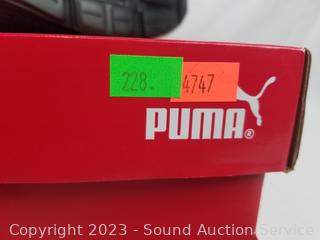 228. 4747
PUMA®
Copyright 2023 - Sound Auction Service